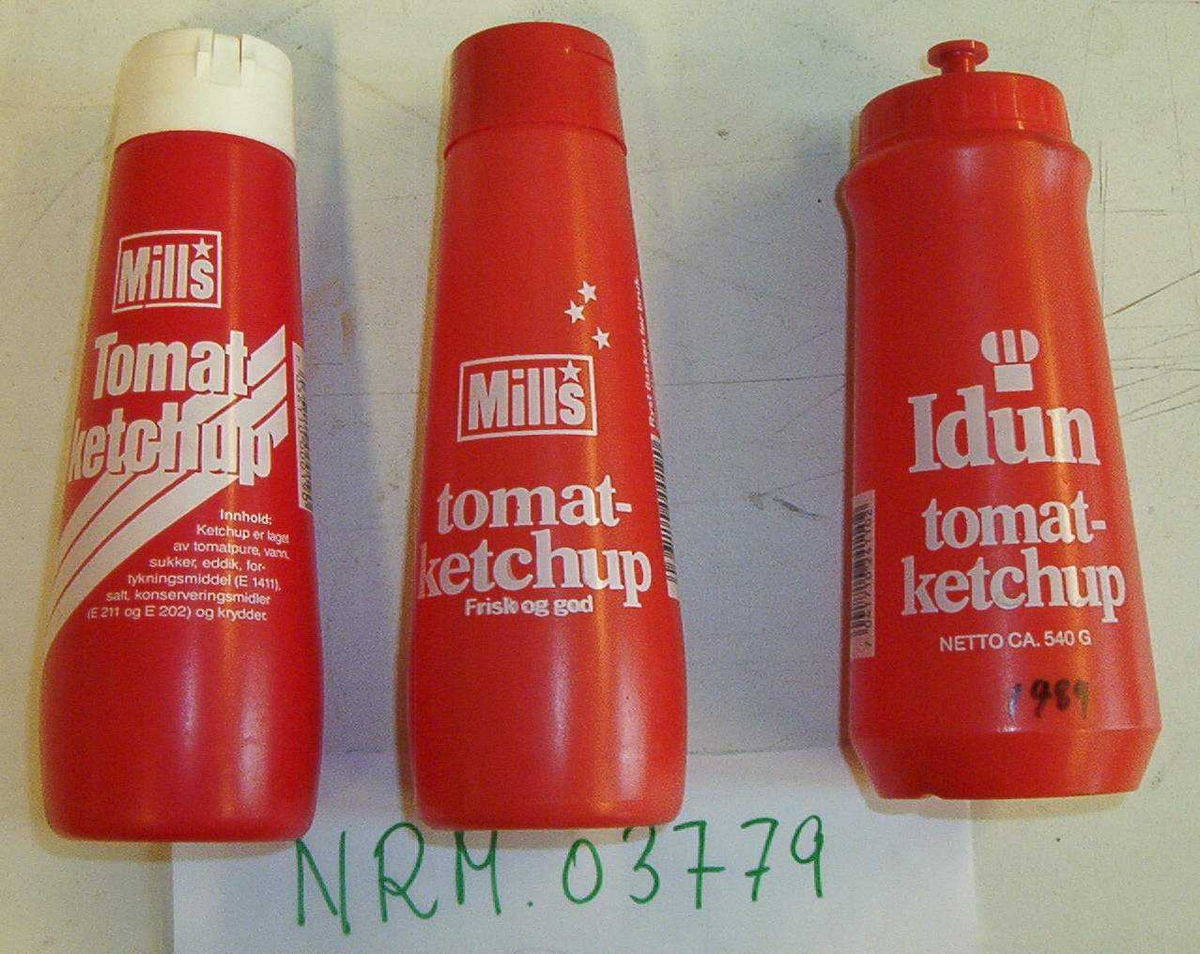 Mills
Tomat
ketchup
Innhold:
Ketchup er laget
av tomatpure, vann,
sukker, eddik, for-
tykningsmiddel (E 1411),
salt, konserveringsmidler
(E 211 og E 202) og krydder.
Mills
tomat-
ketchup
Frisk og god
Idun
tomat-
ketchup
NETTO CA. 540 G
1989
NRM. 03779